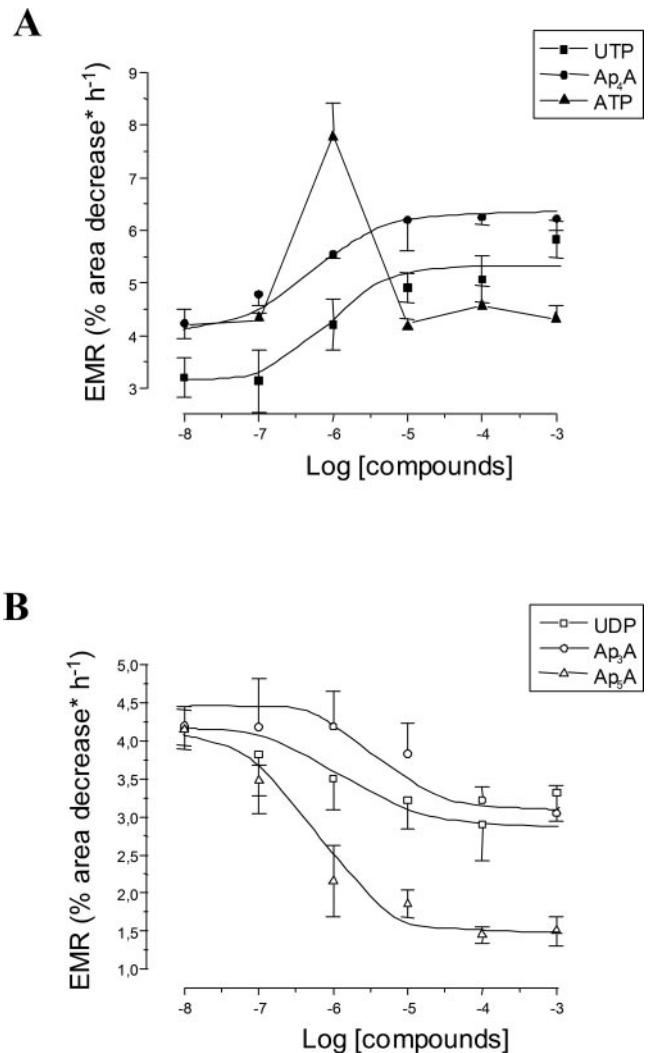 A
UTP
Ap₄A
ATP
EMR (% area decrease* h⁻¹)
9
8
7
6
5
4
3
-8 -7 -6 -5 -4 -3
Log [compounds]
B
UDP
Ap₃A
Ap₅A
EMR (% area decrease* h⁻¹)
5,0
4,5
4,0
3,5
3,0
2,5
2,0
1,5
1,0
-8 -7 -6 -5 -4 -3
Log [compounds]